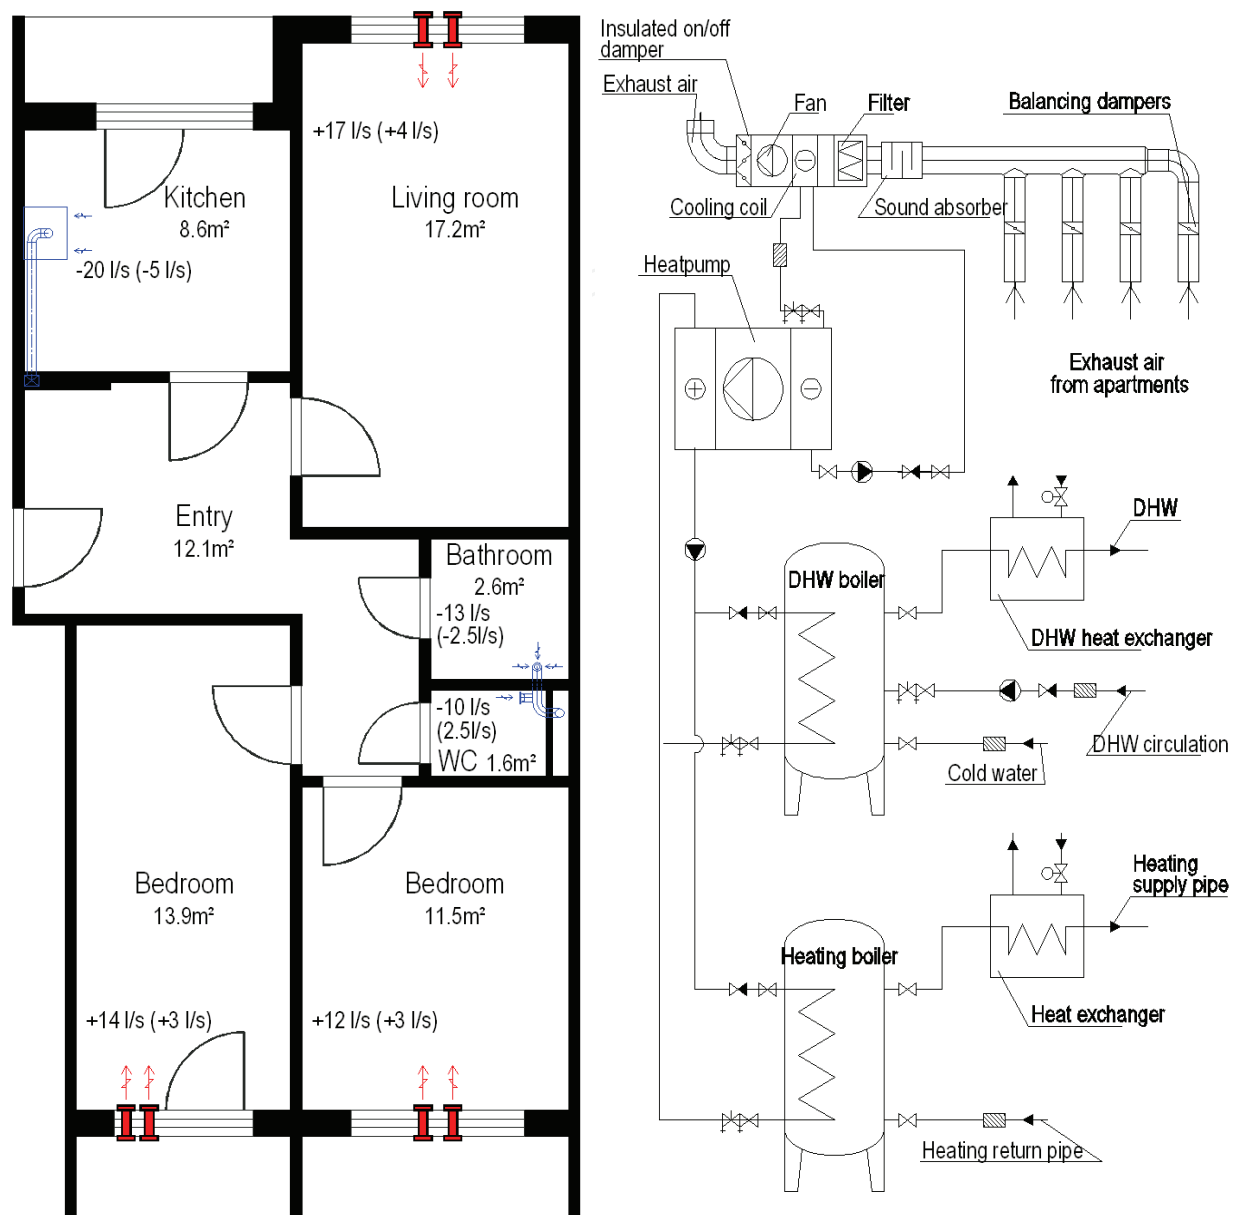 +17 l/s (+4 l/s)
Kitchen
8.6m²
Living room
17.2m²
-20 l/s (-5 l/s)
Entry
12.1m²
Bathroom
2.6m²
-13 l/s
(-2.5l/s)
-10 l/s
(2.5l/s)
WC 1.6m²
Bedroom
13.9m²
Bedroom
11.5m²
+14 l/s (+3 l/s)
+12 l/s (+3 l/s)
Insulated on/off
damper
Exhaust air
Fan
Filter
Balancing dampers
Cooling coil
Sound absorber
Heatpump
Exhaust air
from apartments
DHW
DHW boiler
DHW heat exchanger
DHW circulation
Cold water
Heating
supply pipe
Heating boiler
Heat exchanger
Heating return pipe